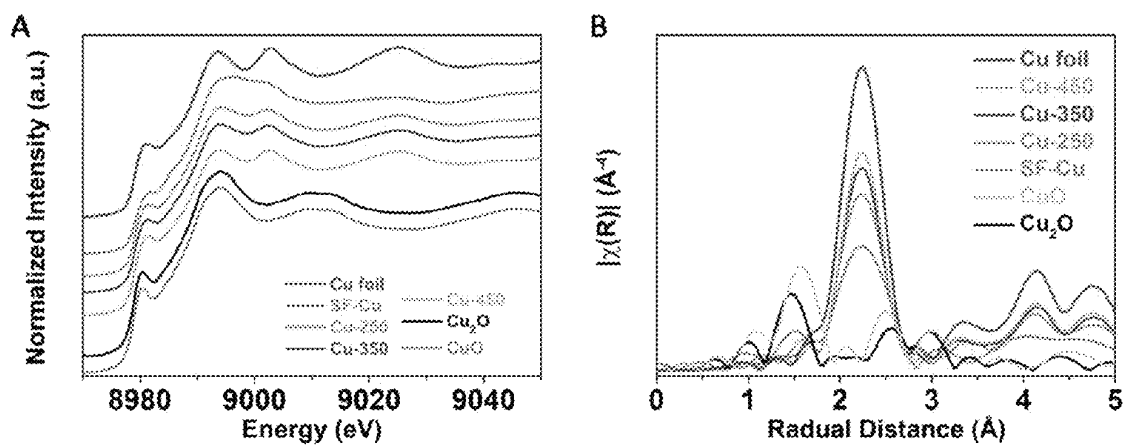 A
Normalized Intensity (a.u.)
Cu foil
SF-Cu
Cu-250
Cu-350
Cu-450
Cu₂O
CuO
8980
9000
9020
9040
Energy (eV)
B
|χ(R)| (Å⁻⁴)
Cu foil
Cu-450
Cu-350
Cu-250
SF-Cu
CuO
Cu₂O
0
1
2
3
4
5
Radual Distance (Å)